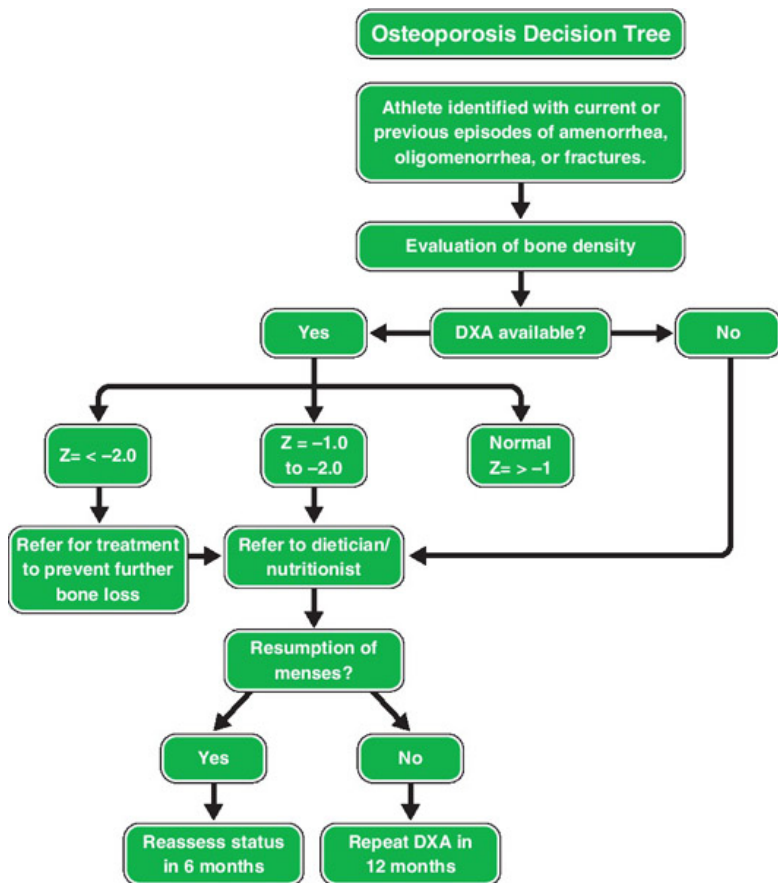 Osteoporosis Decision Tree
Athlete identified with current or
previous episodes of amenorrhea,
oligomenorrhea, or fractures.
Evaluation of bone density
Yes
DXA available?
No
Z= < –2.0
Z = –1.0
to –2.0
Normal
Z= > –1
Refer for treatment
to prevent further
bone loss
Refer to dietician/
nutritionist
Resumption of
menses?
Yes
No
Reassess status
in 6 months
Repeat DXA in
12 months